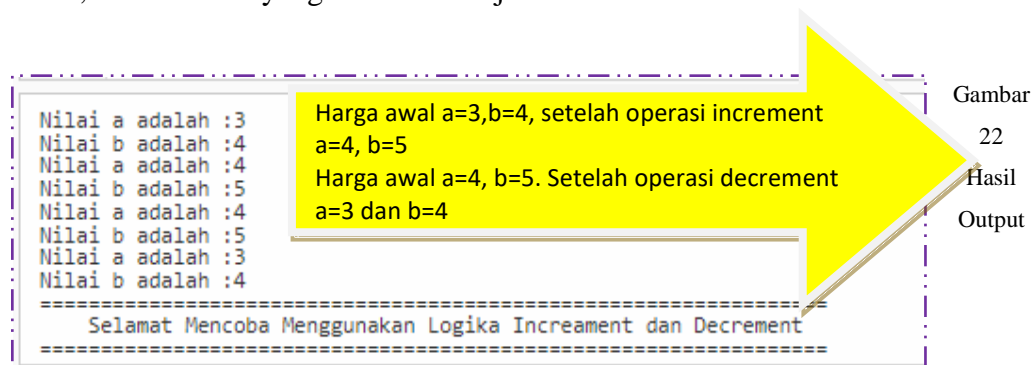 Nilai a adalah :3
Nilai b adalah :4
Nilai a adalah :4
Nilai b adalah :5
Nilai a adalah :4
Nilai b adalah :5
Nilai a adalah :3
Nilai b adalah :4
=================================================================
Selamat Mencoba Menggunakan Logika Increament dan Decrement
=================================================================
Harga awal a=3,b=4, setelah operasi increment
a=4, b=5
Harga awal a=4, b=5. Setelah operasi decrement
a=3 dan b=4
Gambar
22
Hasil
Output